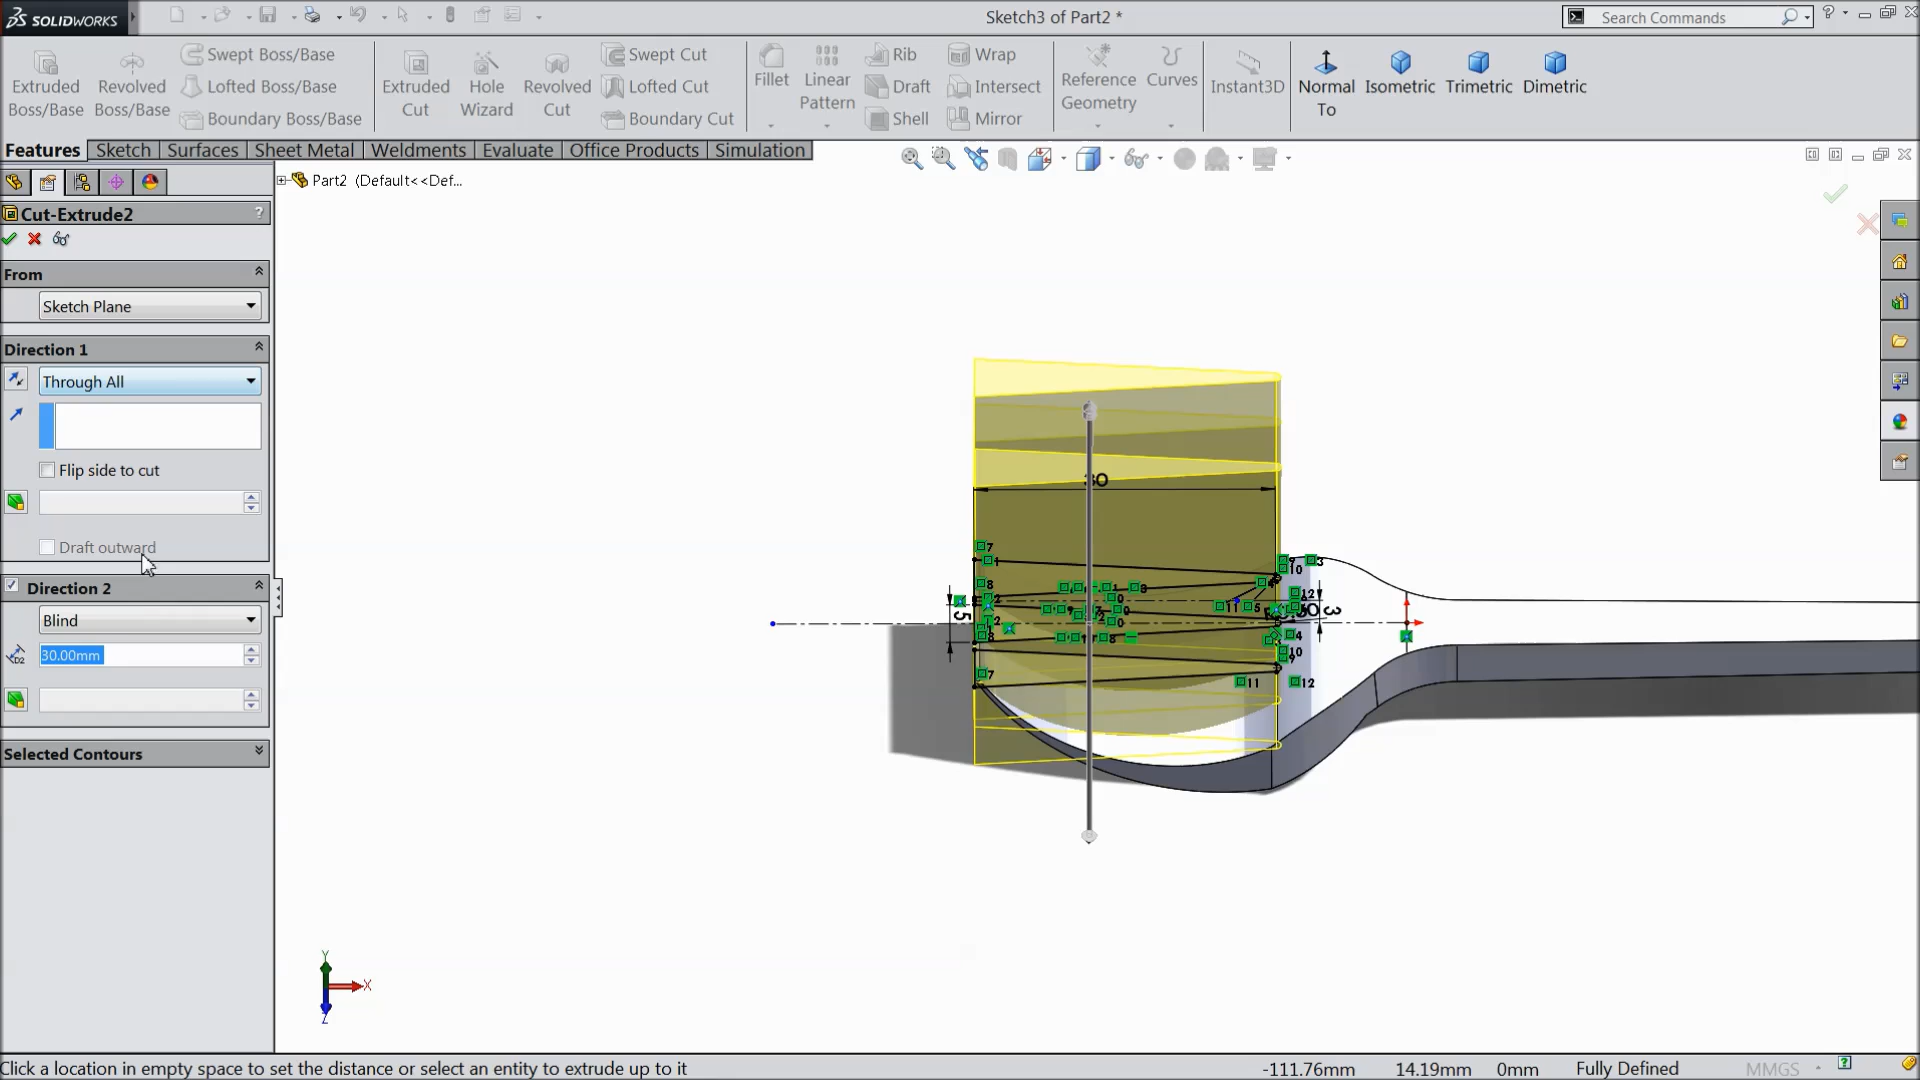 SOLIDWORKS
Sketch3 of Part2 *
Search Commands
Extruded Boss/Base
Revolved Boss/Base
Swept Boss/Base
Lofted Boss/Base
Boundary Boss/Base
Extruded Cut
Hole Wizard
Revolved Cut
Swept Cut
Lofted Cut
Boundary Cut
Fillet
Linear Pattern
Rib
Draft
Shell
Wrap
Intersect
Mirror
Reference Geometry
Curves
Instant3D
Normal To
Isometric
Trimetric
Dimetric
Features
Sketch
Surfaces
Sheet Metal
Weldments
Evaluate
Office Products
Simulation
Part2 (Default<<Def...
Cut-Extrude2
?
From
Sketch Plane
Direction 1
Through All
Flip side to cut
Draft outward
Direction 2
Blind
30.00mm
Selected Contours
30
5
3
Y
X
Z
Click a location in empty space to set the distance or select an entity to extrude up to it
-111.76mm
14.19mm
0mm
Fully Defined
MMGS